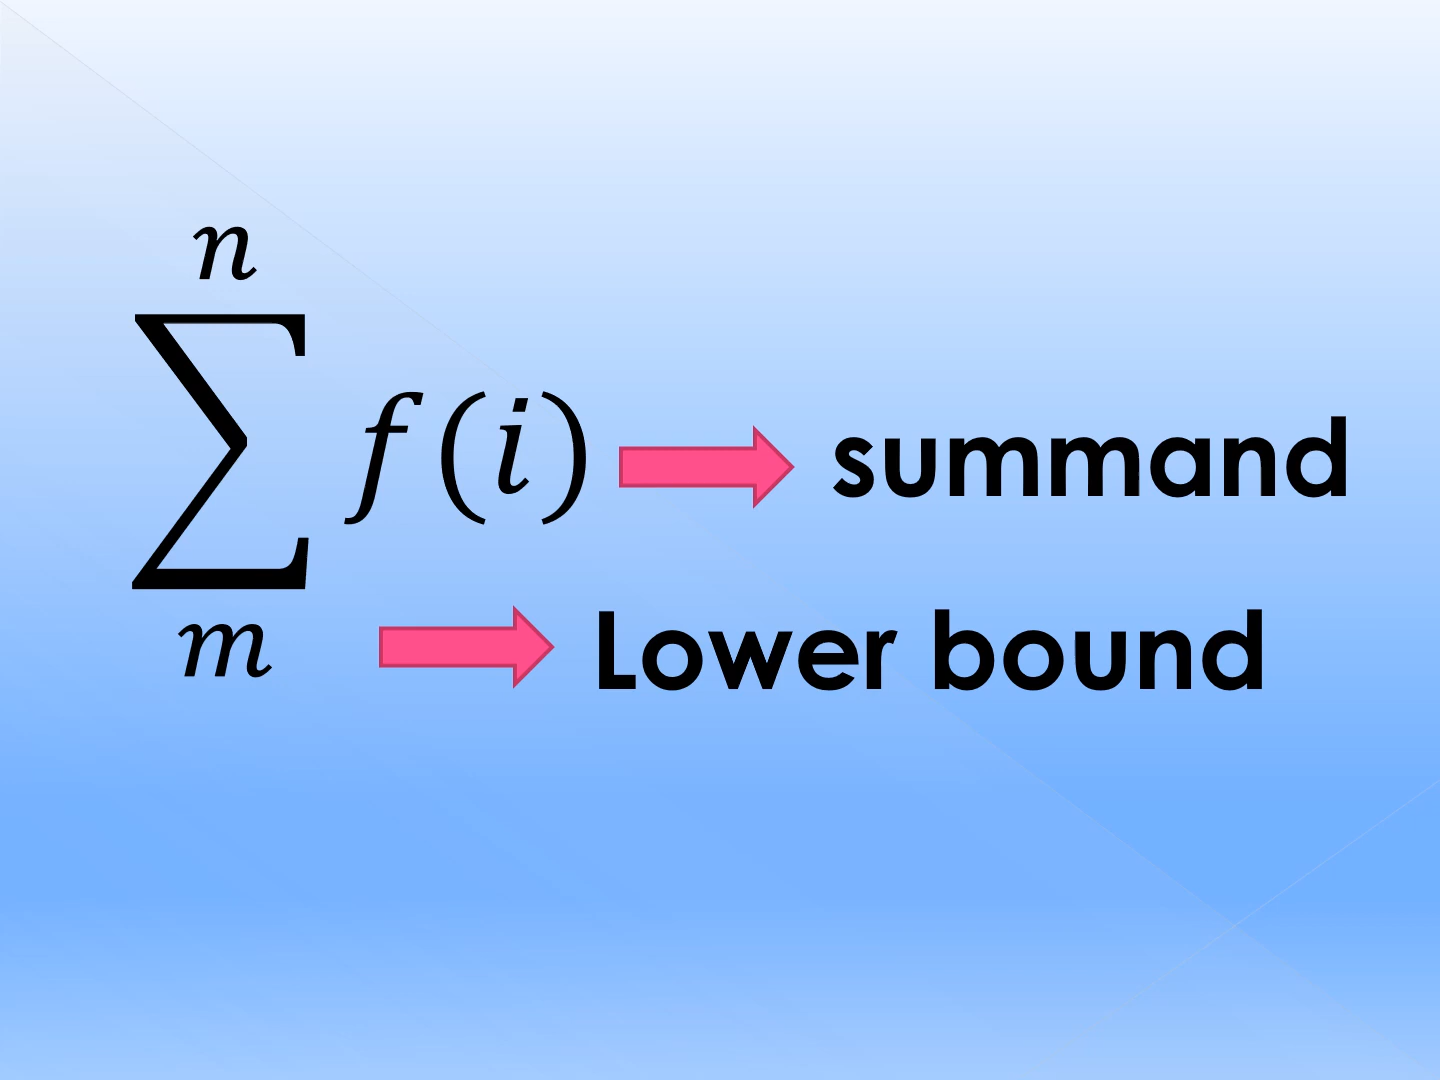 n
∑ f(i) summand
m Lower bound